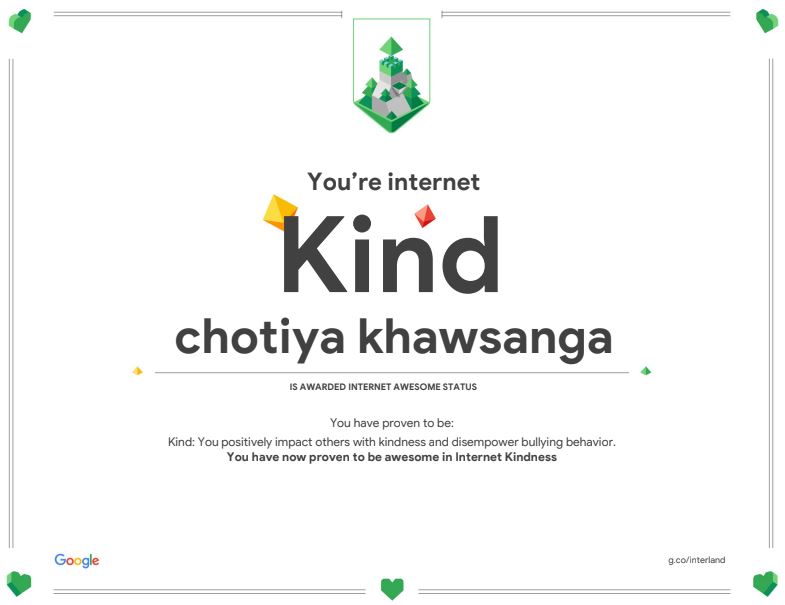 You're internet
Kind
chotiya khawsanga
IS AWARDED INTERNET AWESOME STATUS
You have proven to be:
Kind: You positively impact others with kindness and disempower bullying behavior.
You have now proven to be awesome in Internet Kindness
Google
g.co/interland